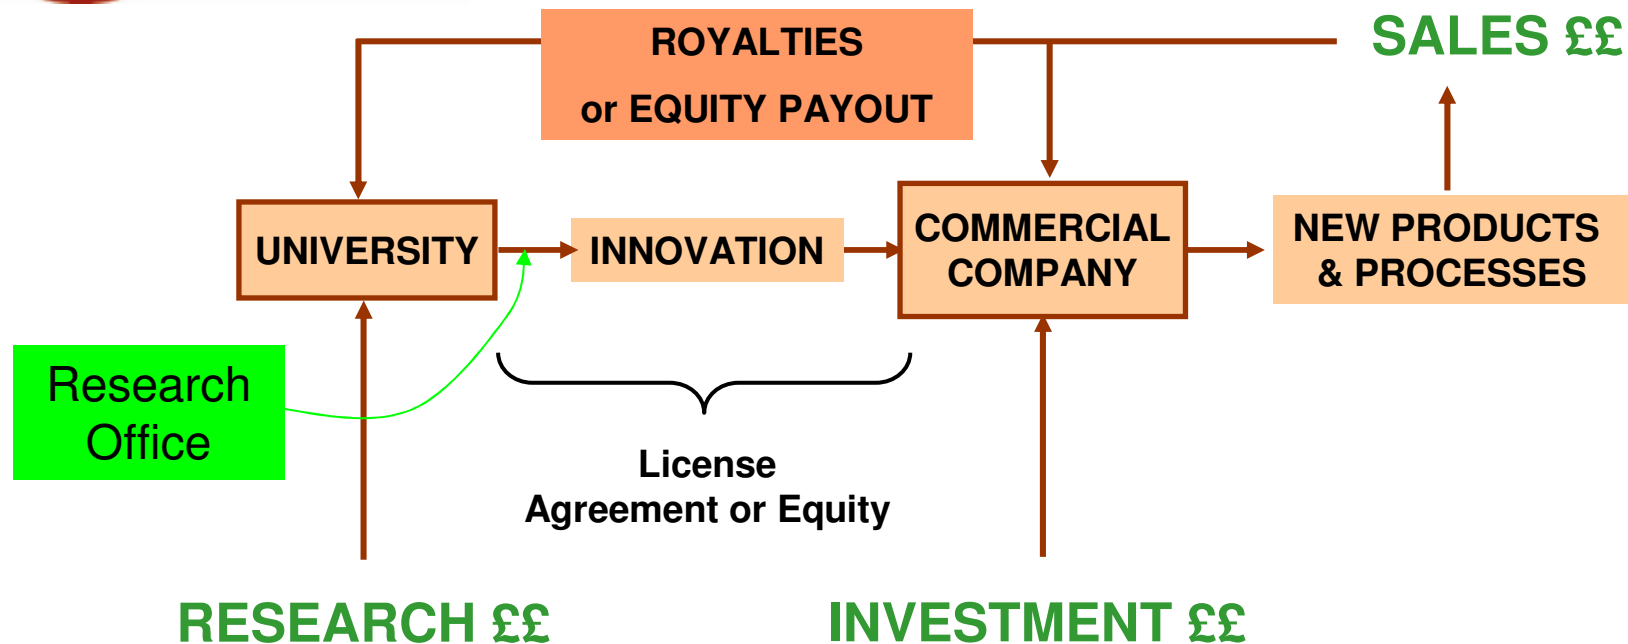 ROYALTIES
or EQUITY PAYOUT
SALES ££
UNIVERSITY
INNOVATION
COMMERCIAL
COMPANY
NEW PRODUCTS
& PROCESSES
Research
Office
License
Agreement or Equity
RESEARCH ££
INVESTMENT ££